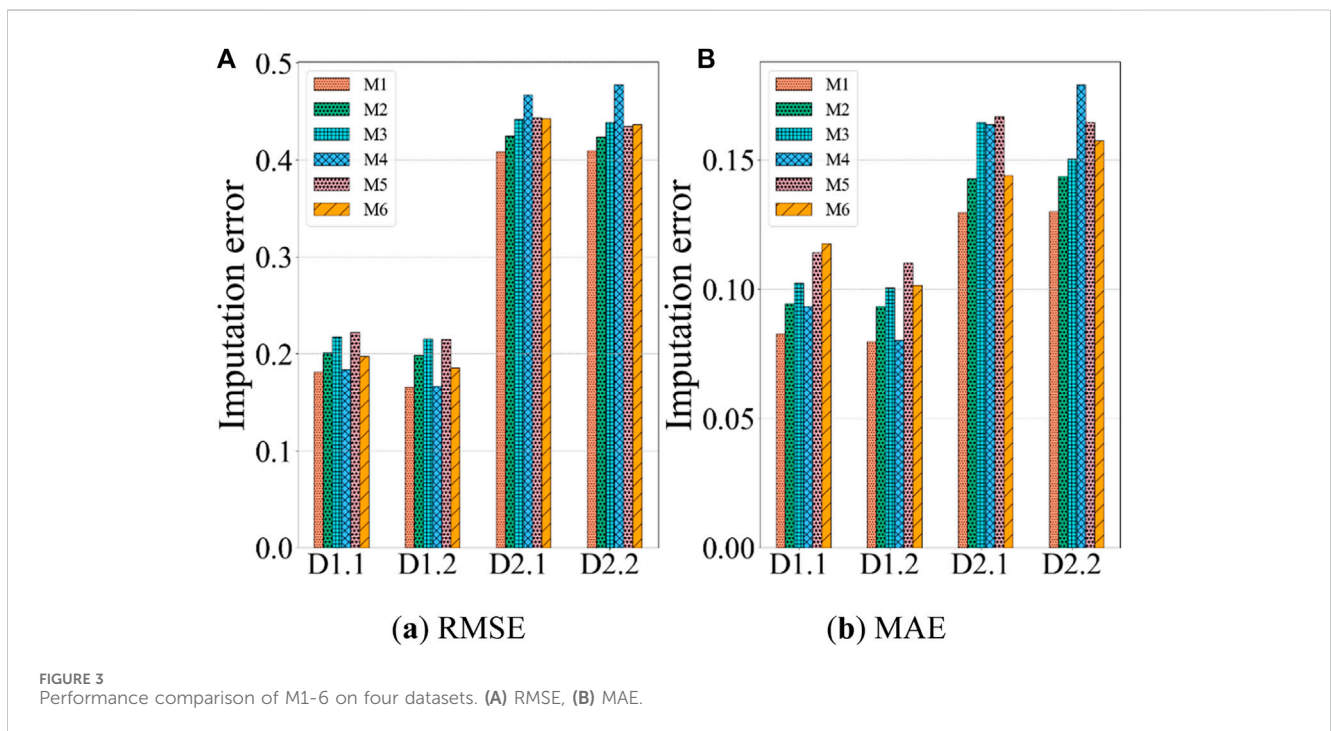 A
0.5
0.4
0.3
0.2
0.1
0.0
Imputation error
M1
M2
M3
M4
M5
M6
D1.1 D1.2 D2.1 D2.2
(a) RMSE
B
0.15
0.10
0.05
0.00
Imputation error
M1
M2
M3
M4
M5
M6
D1.1 D1.2 D2.1 D2.2
(b) MAE
FIGURE 3
Performance comparison of M1-6 on four datasets. (A) RMSE, (B) MAE.